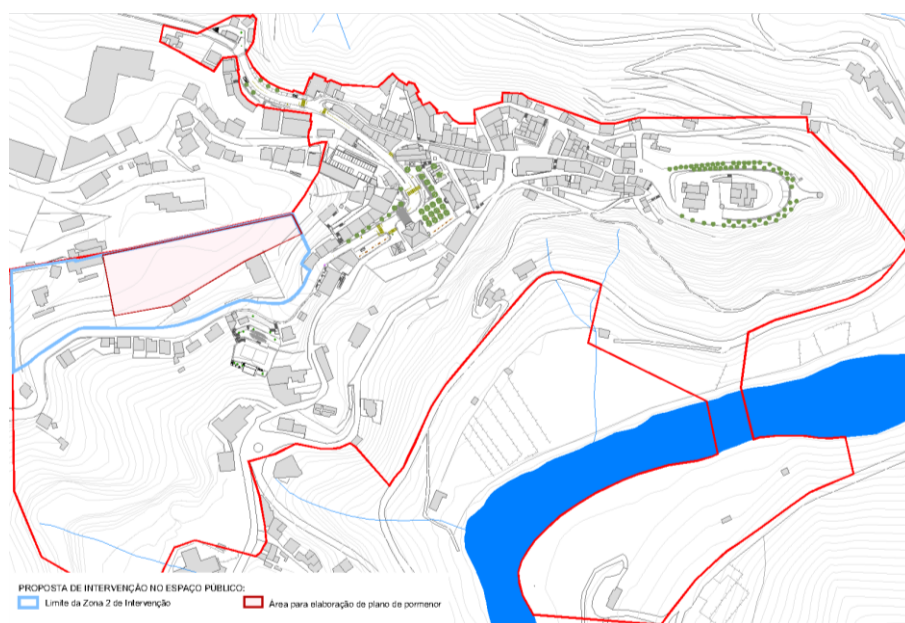 PROPOSTA DE INTERVENÇÃO NO ESPAÇO PÚBLICO:
Limite da Zona 2 de Intervenção
Área para elaboração de plano de pormenor